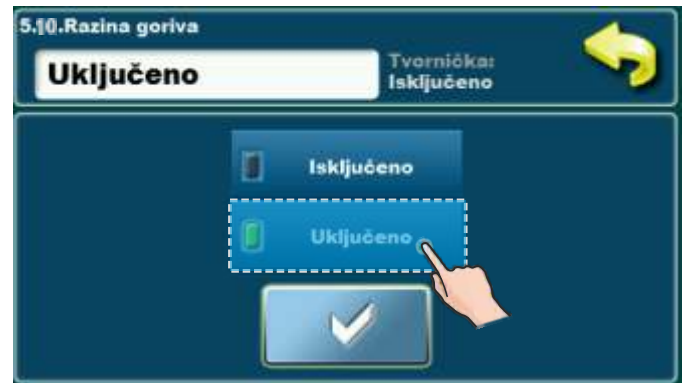 5.10.Razina goriva
Uključeno
Tvornička:
Isključeno
Isključeno
Uključeno